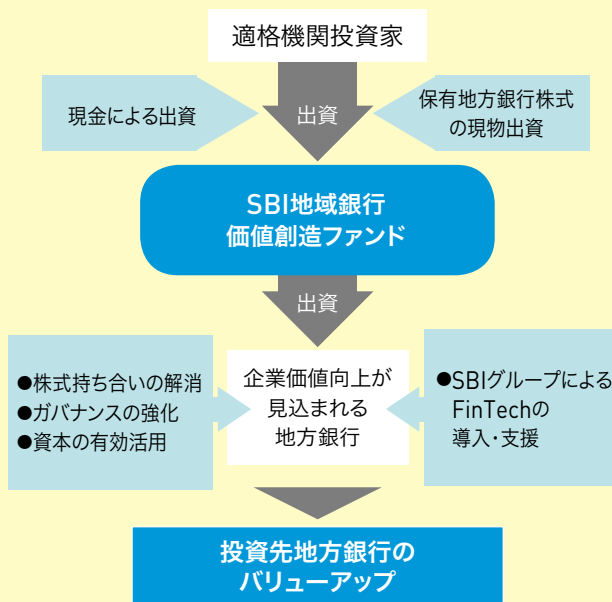 適格機関投資家
現金による出資
出資
保有地方銀行株式
の現物出資
SBI地域銀行
価値創造ファンド
出資
●株式持ち合いの解消
●ガバナンスの強化
●資本の有効活用
企業価値向上が
見込まれる
地方銀行
●SBIグループによる
FinTechの
導入・支援
投資先地方銀行の
バリューアップ